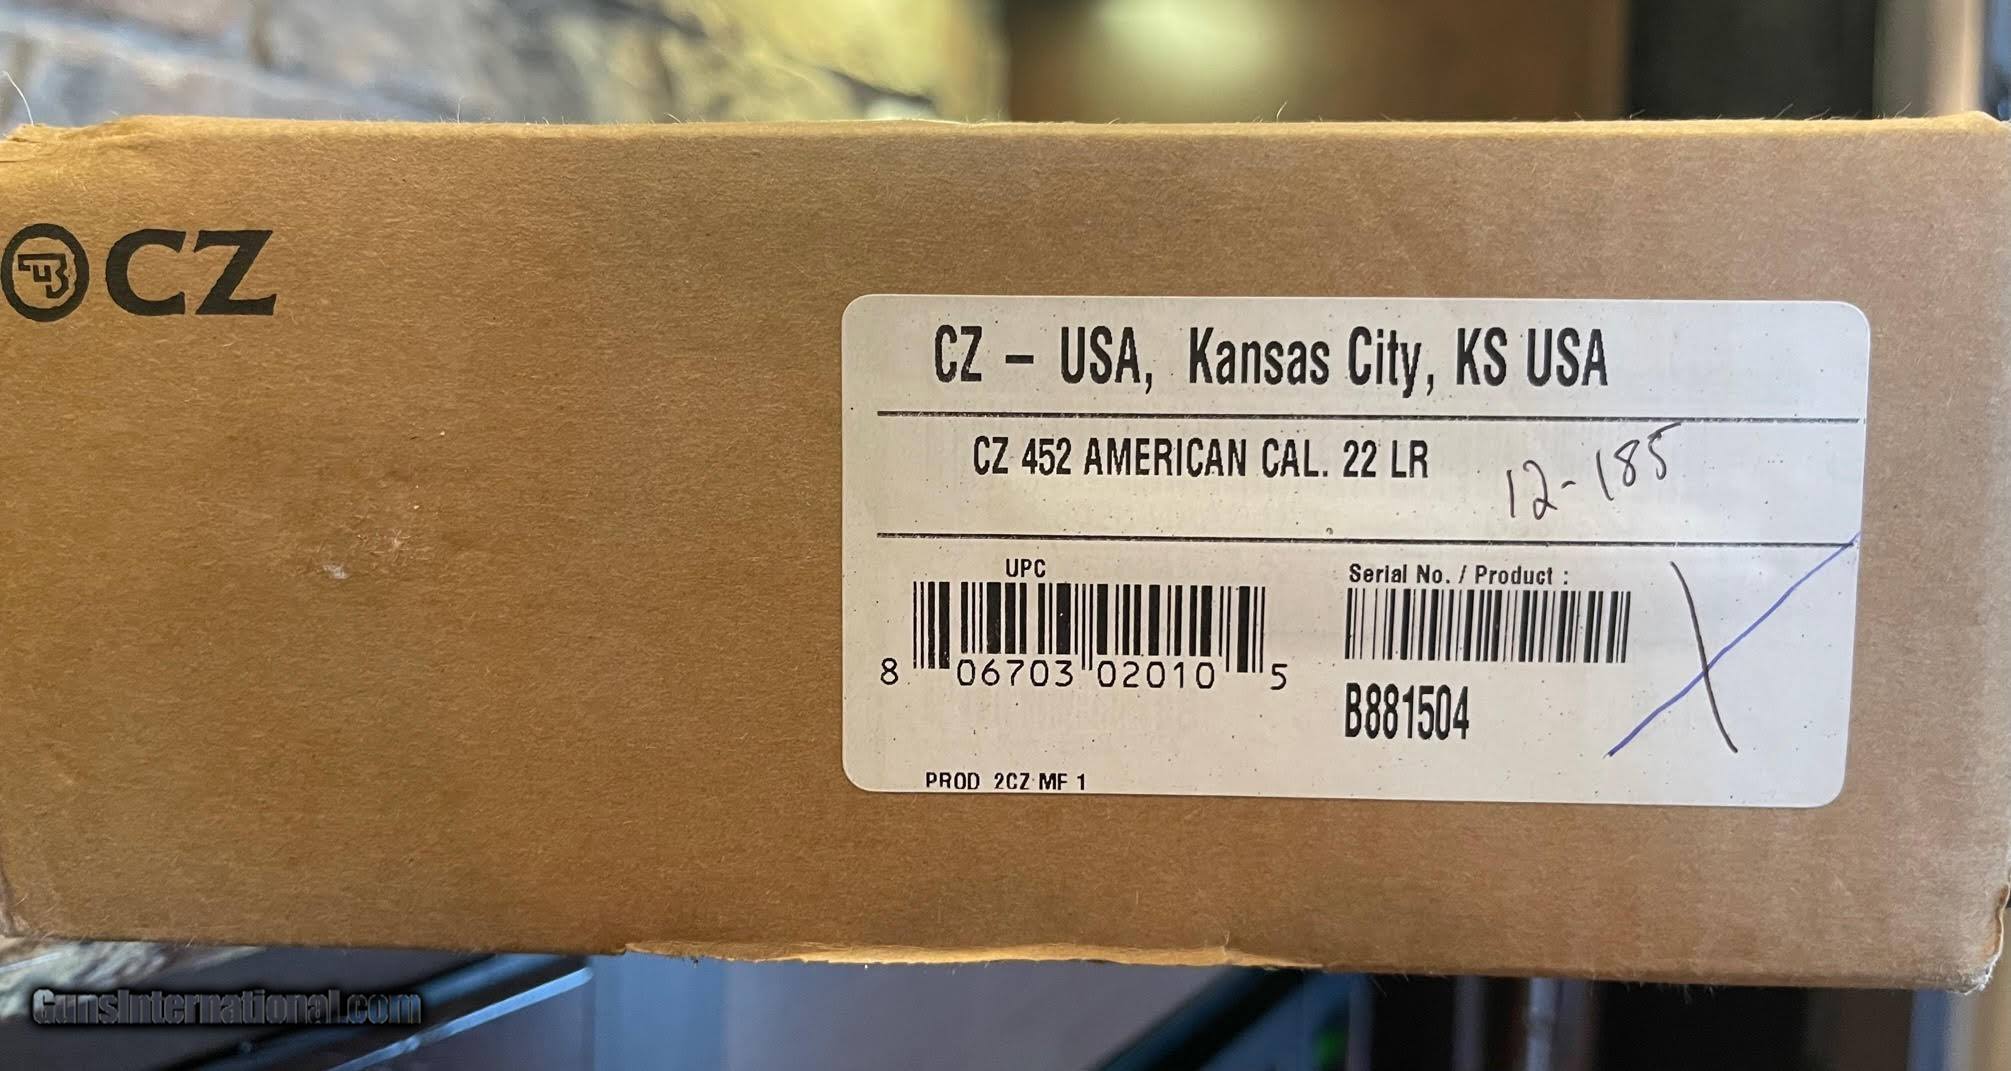 CZ
CZ – USA, Kansas City, KS USA
CZ 452 AMERICAN CAL. 22 LR 12-185
UPC
8 06703 02010 5
Serial No. / Product :
B881504
PROD 2CZ MF 1
GunsInternational.com